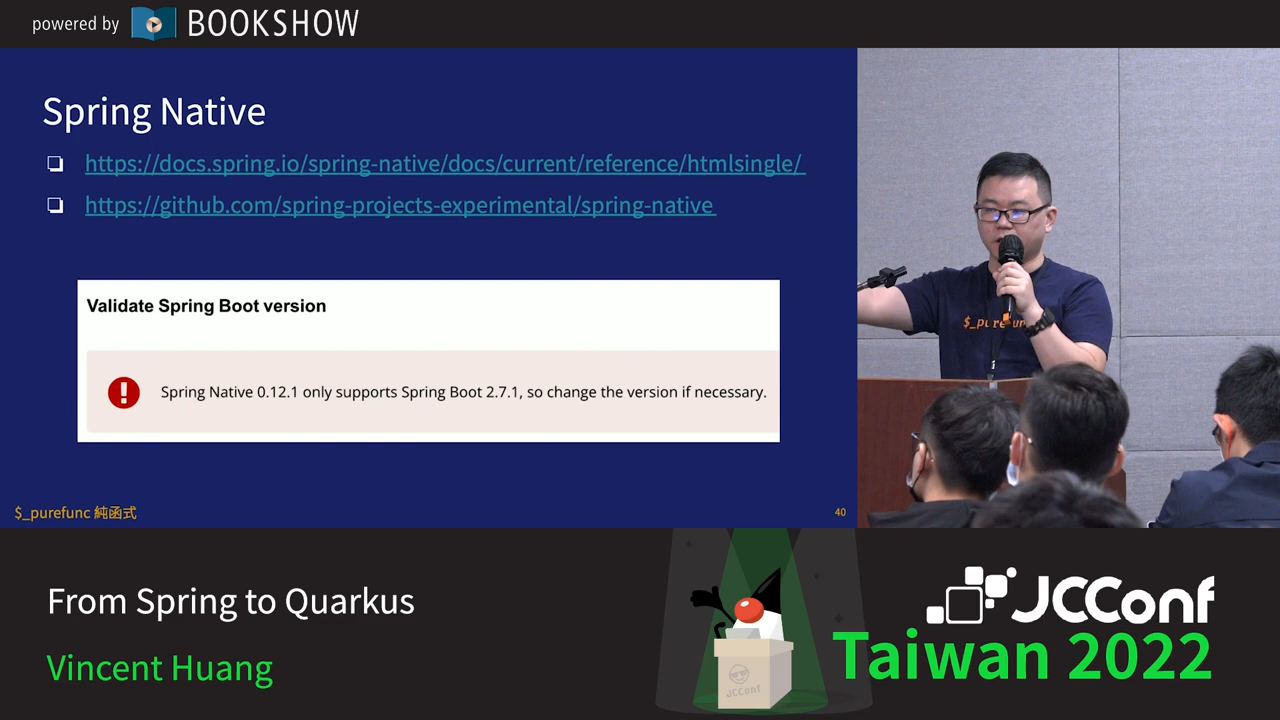 powered by BOOKSHOW
Spring Native
https://docs.spring.io/spring-native/docs/current/reference/htmlsingle/
https://github.com/spring-projects-experimental/spring-native
Validate Spring Boot version
Spring Native 0.12.1 only supports Spring Boot 2.7.1, so change the version if necessary.
$_purefunc 純函式
40
$_purefun
From Spring to Quarkus
Vincent Huang
JCConf
JCConf
Taiwan 2022